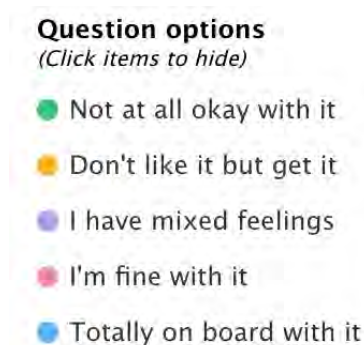 Question options
(Click items to hide)
Not at all okay with it
Don't like it but get it
I have mixed feelings
I'm fine with it
Totally on board with it